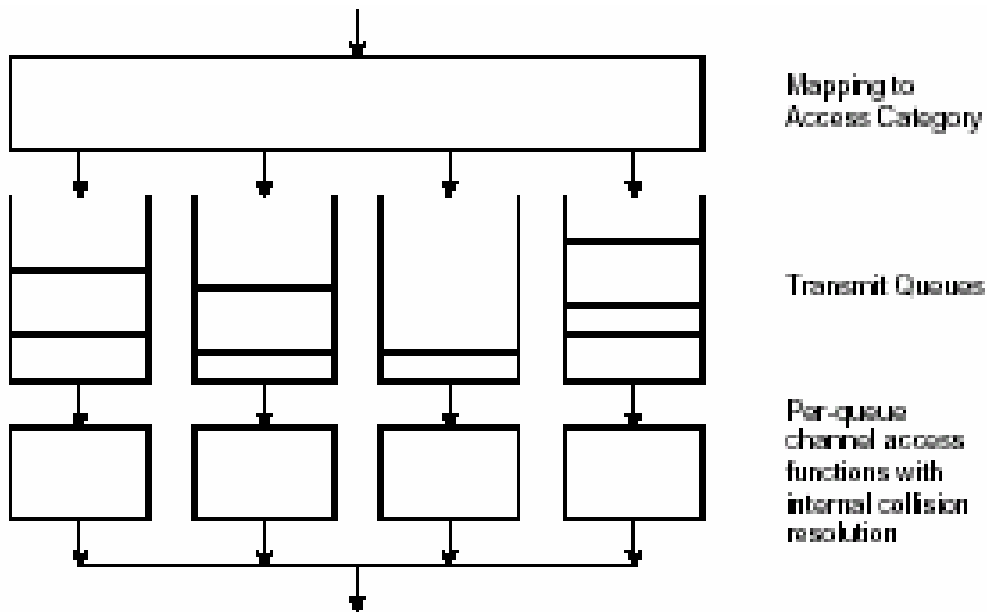 Mapping to
Access Category
Transmit Queues
Per-queue
channel access
functions with
internal collision
resolution